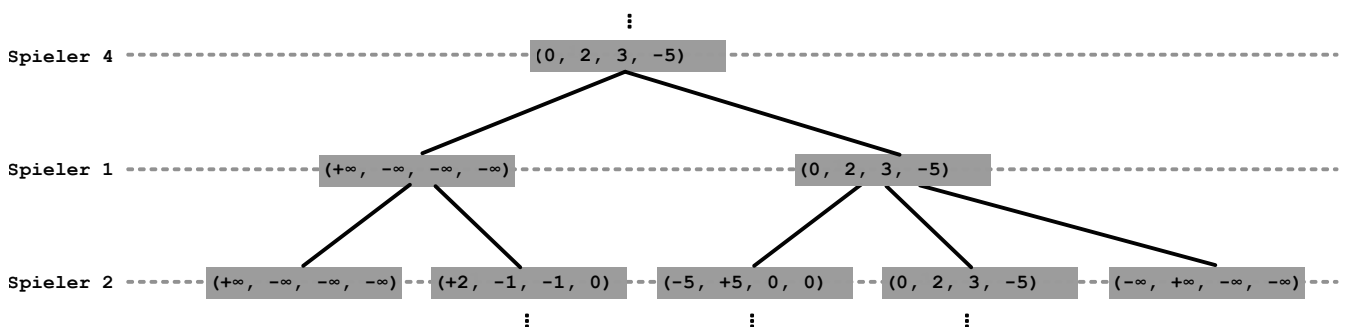 Spieler 4 (0, 2, 3, -5)
Spieler 1 (+∞, -∞, -∞, -∞) (0, 2, 3, -5)
Spieler 2 (+∞, -∞, -∞, -∞) (+2, -1, -1, 0) (-5, +5, 0, 0) (0, 2, 3, -5) (-∞, +∞, -∞, -∞)